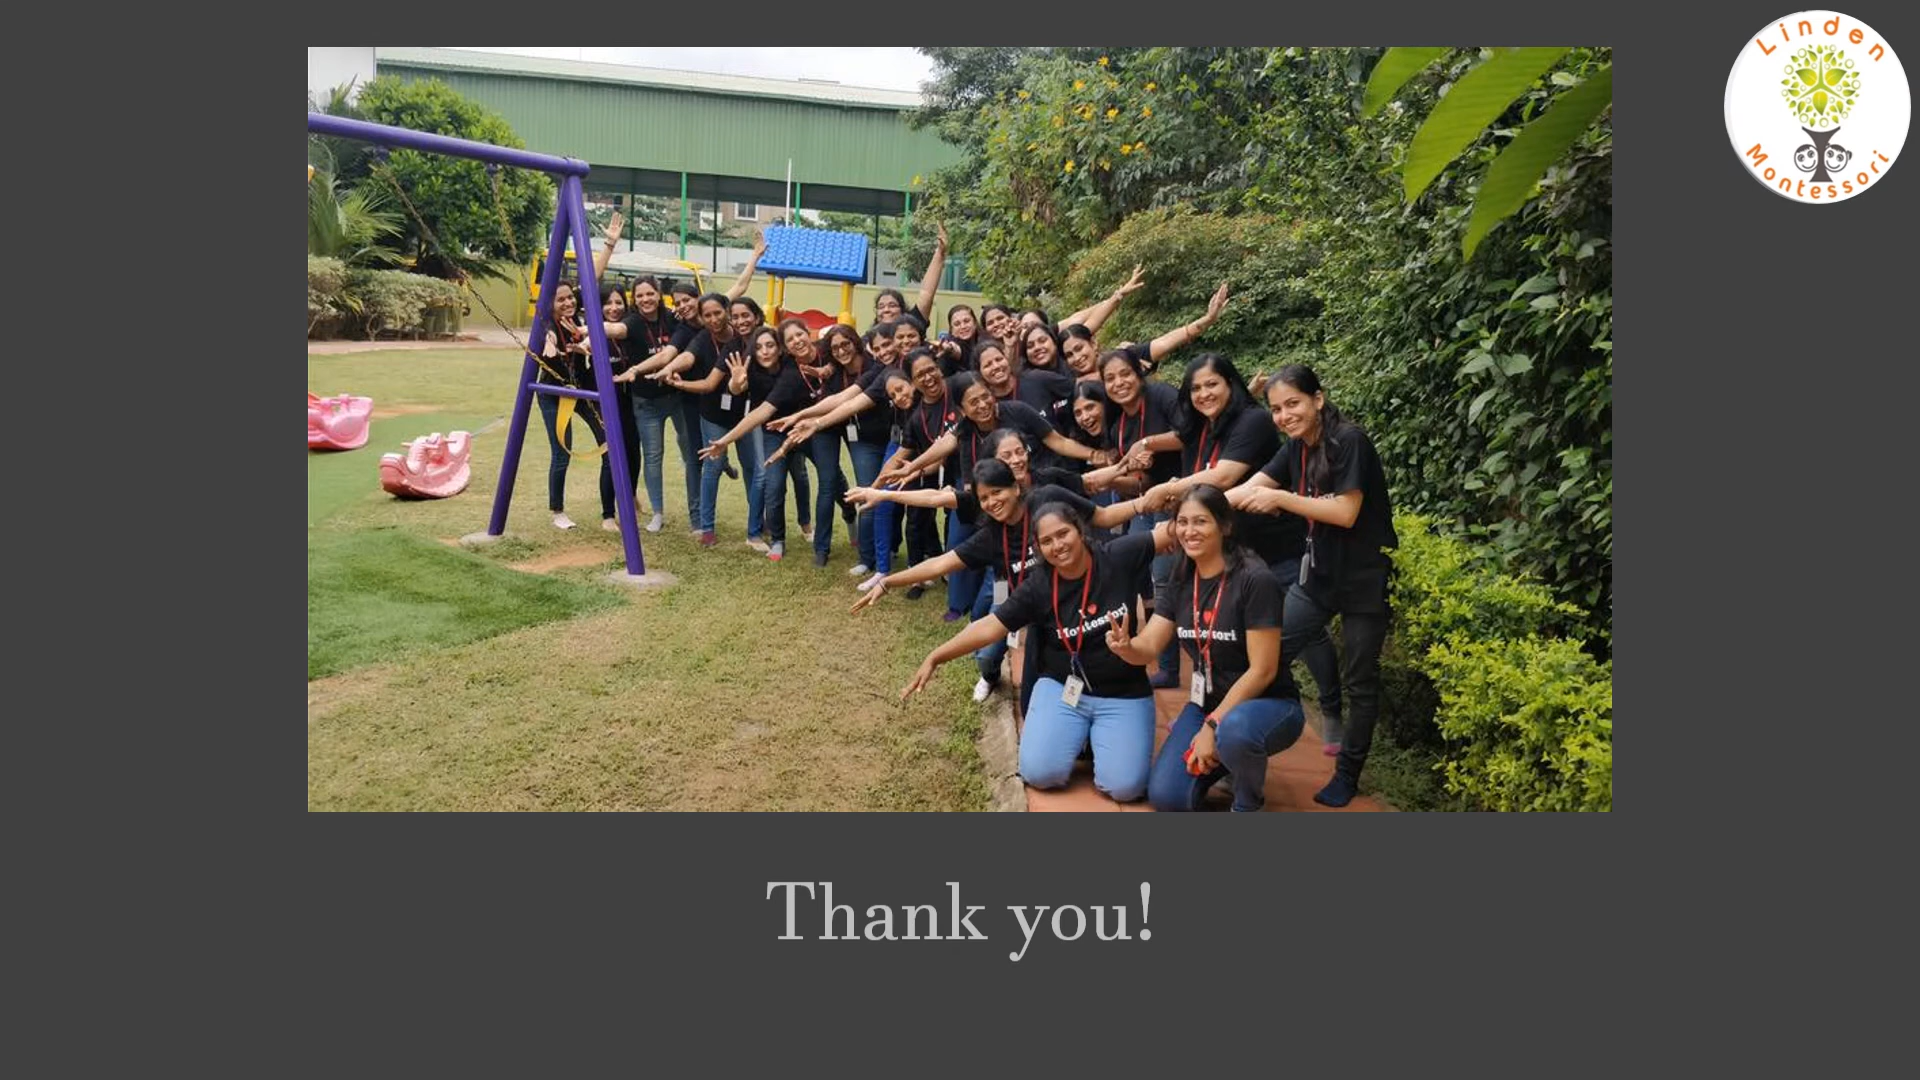 Linden
Montessori
I ❤
Montessori
I ❤
Montessori
Thank you!